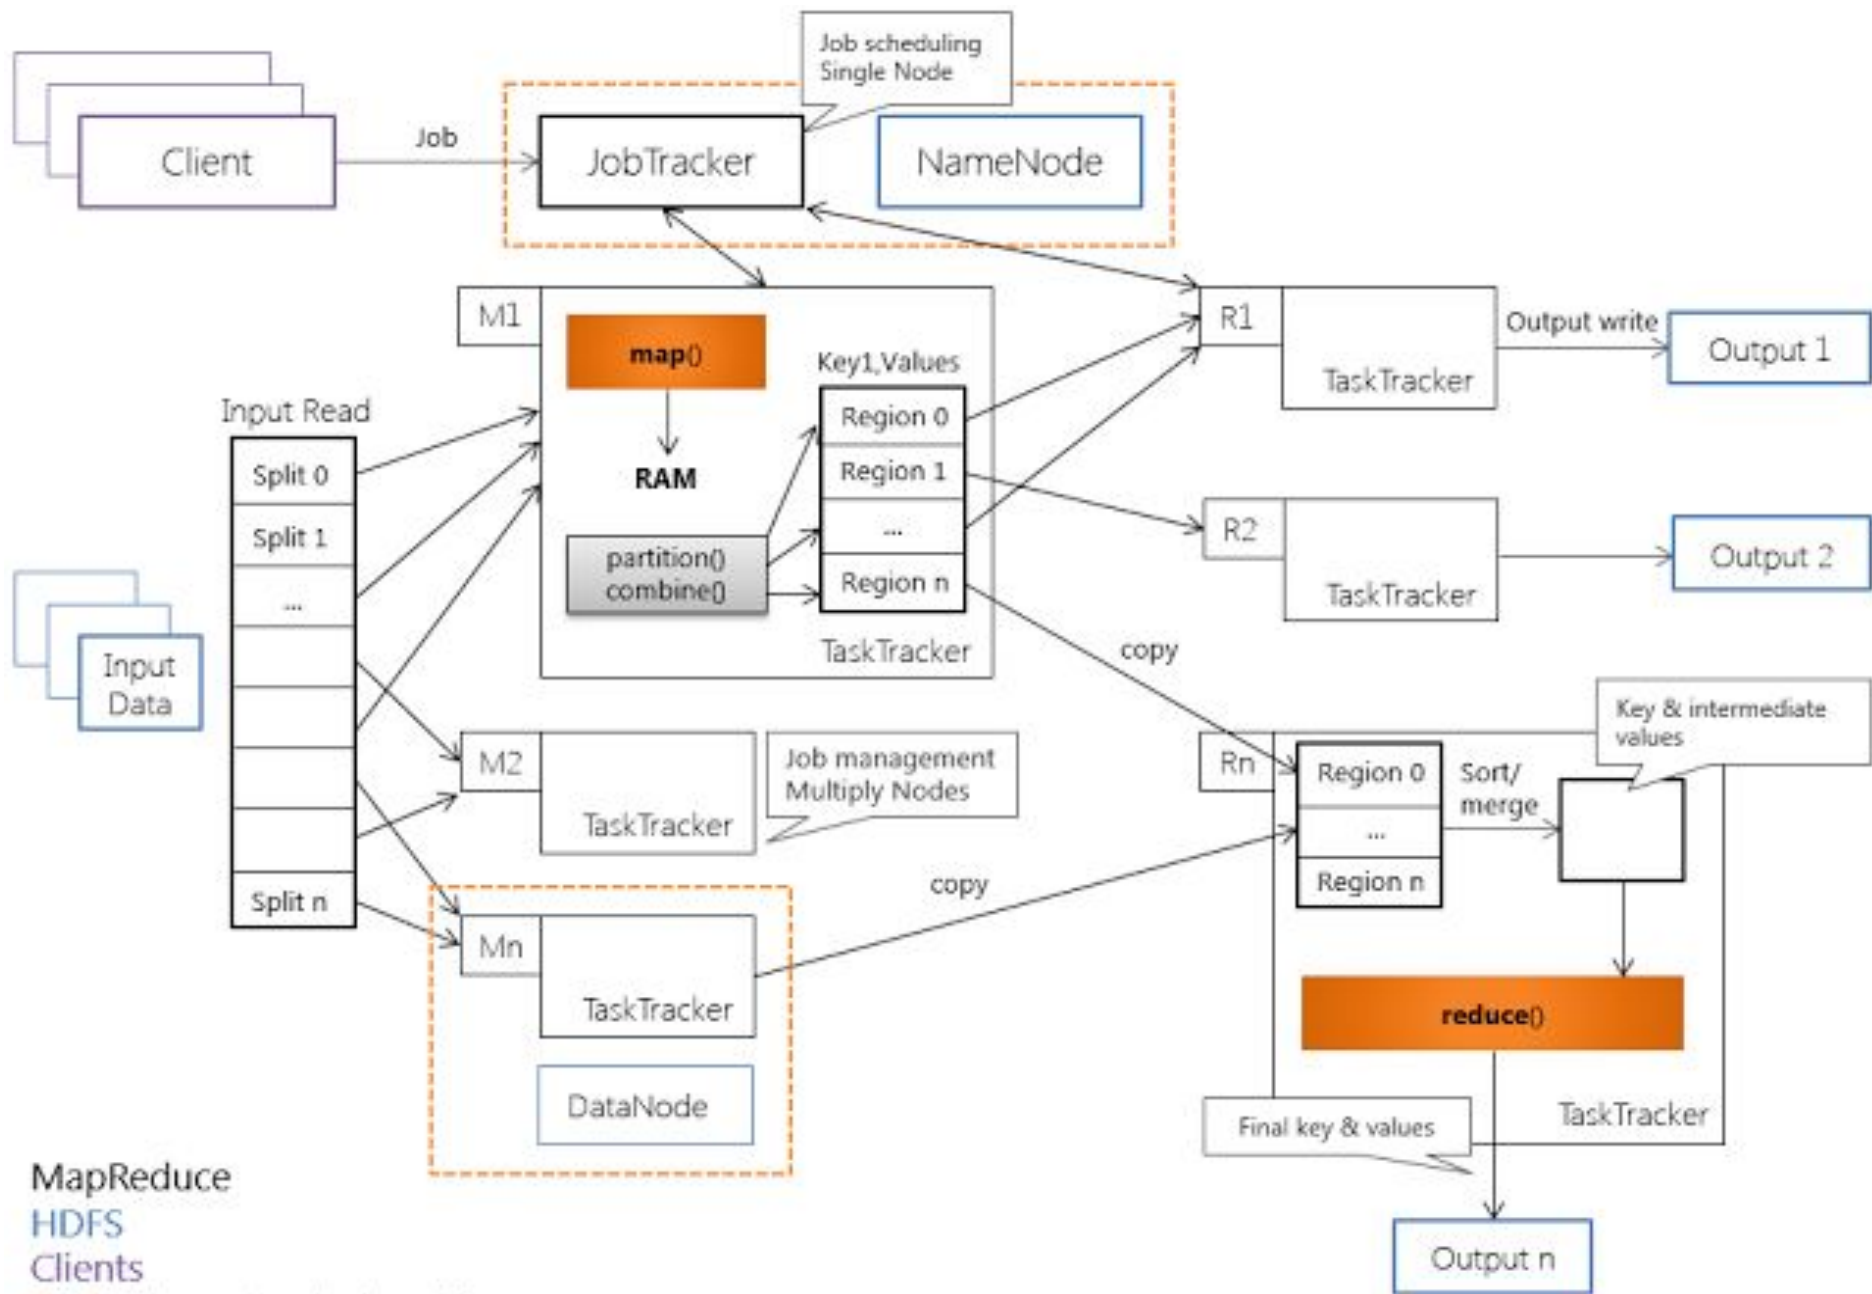 Job scheduling
Single Node
Client
Job
JobTracker
NameNode
M1
map()
RAM
partition()
combine()
Key1,Values
Region 0
Region 1
...
Region n
TaskTracker
R1
TaskTracker
Output write
Output 1
R2
TaskTracker
Output 2
Input Read
Split 0
Split 1
...
Split n
Input
Data
M2
TaskTracker
Job management
Multiply Nodes
copy
copy
Mn
TaskTracker
DataNode
Key & intermediate
values
Rn
Region 0
...
Region n
Sort/
merge
reduce()
TaskTracker
Final key & values
Output n
MapReduce
HDFS
Clients